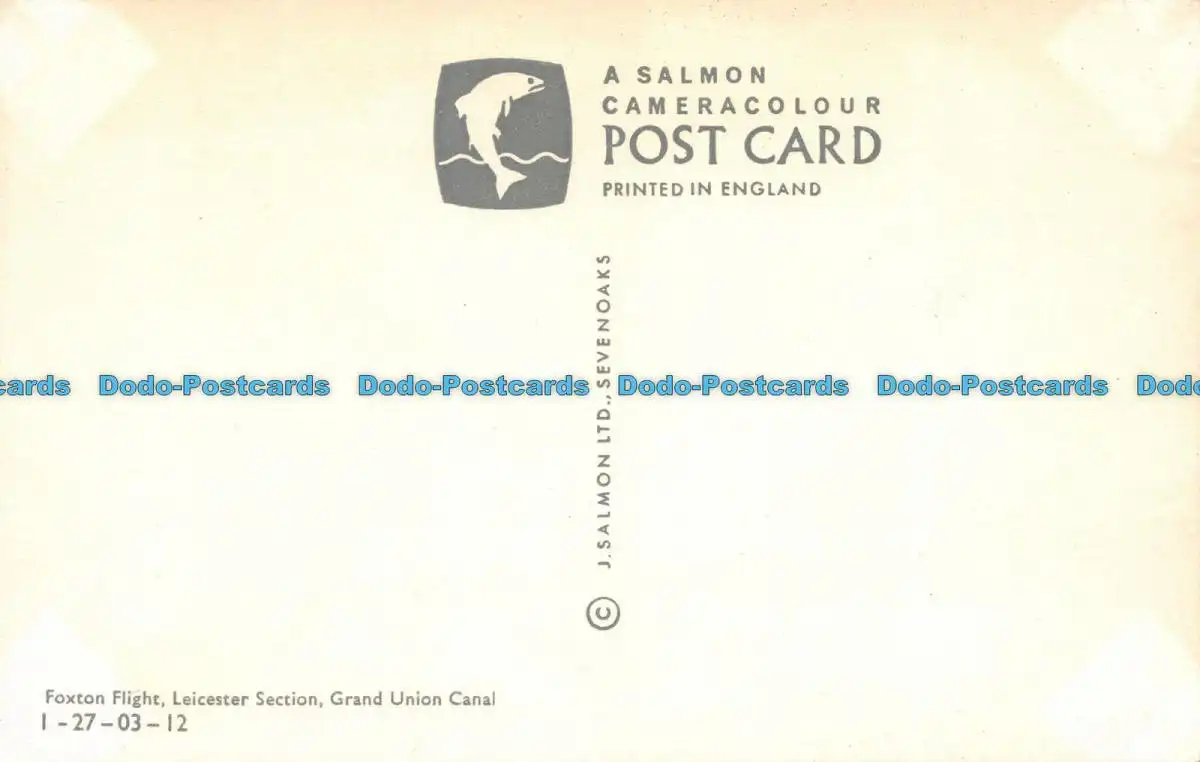 A SALMON
CAMERACOLOUR
POST CARD
PRINTED IN ENGLAND
© J. SALMON LTD., SEVENOAKS
cards Dodo-Postcards Dodo-Postcards Dodo-Postcards Dodo-Postcards Dodo
Foxton Flight, Leicester Section, Grand Union Canal
1-27-03-12